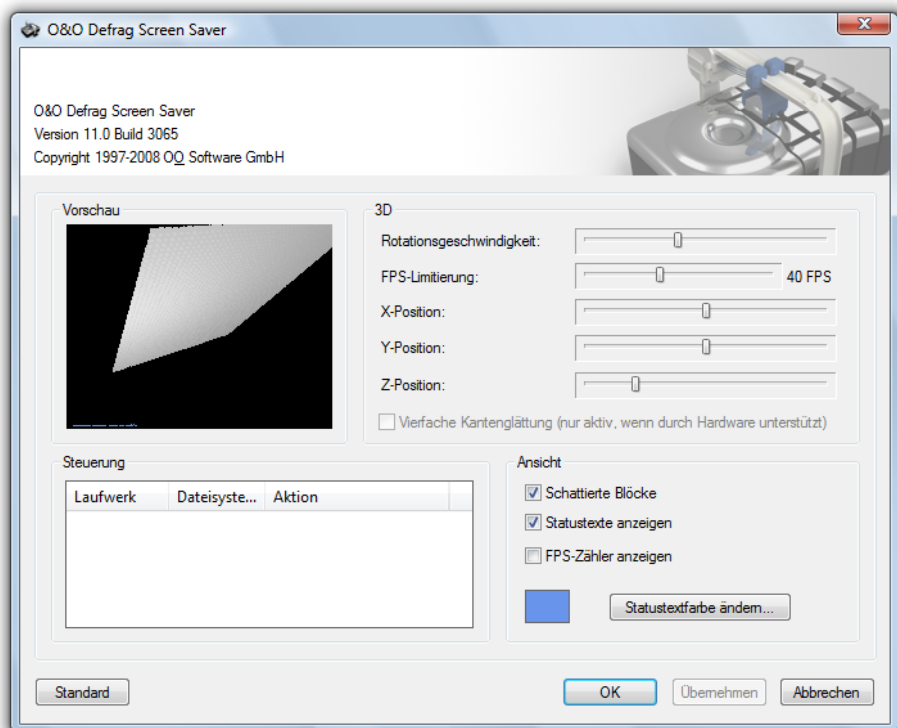 O&O Defrag Screen Saver
O&O Defrag Screen Saver
Version 11.0 Build 3065
Copyright 1997-2008 OO Software GmbH
Vorschau
3D
Rotationsgeschwindigkeit:
FPS-Limitierung:
40 FPS
X-Position:
Y-Position:
Z-Position:
Vierfache Kantenglättung (nur aktiv, wenn durch Hardware unterstützt)
Steuerung
Laufwerk Dateisyste... Aktion
Ansicht
Schattierte Blöcke
Statustexte anzeigen
FPS-Zähler anzeigen
Statustextfarbe ändern...
Standard
OK
Übernehmen
Abbrechen